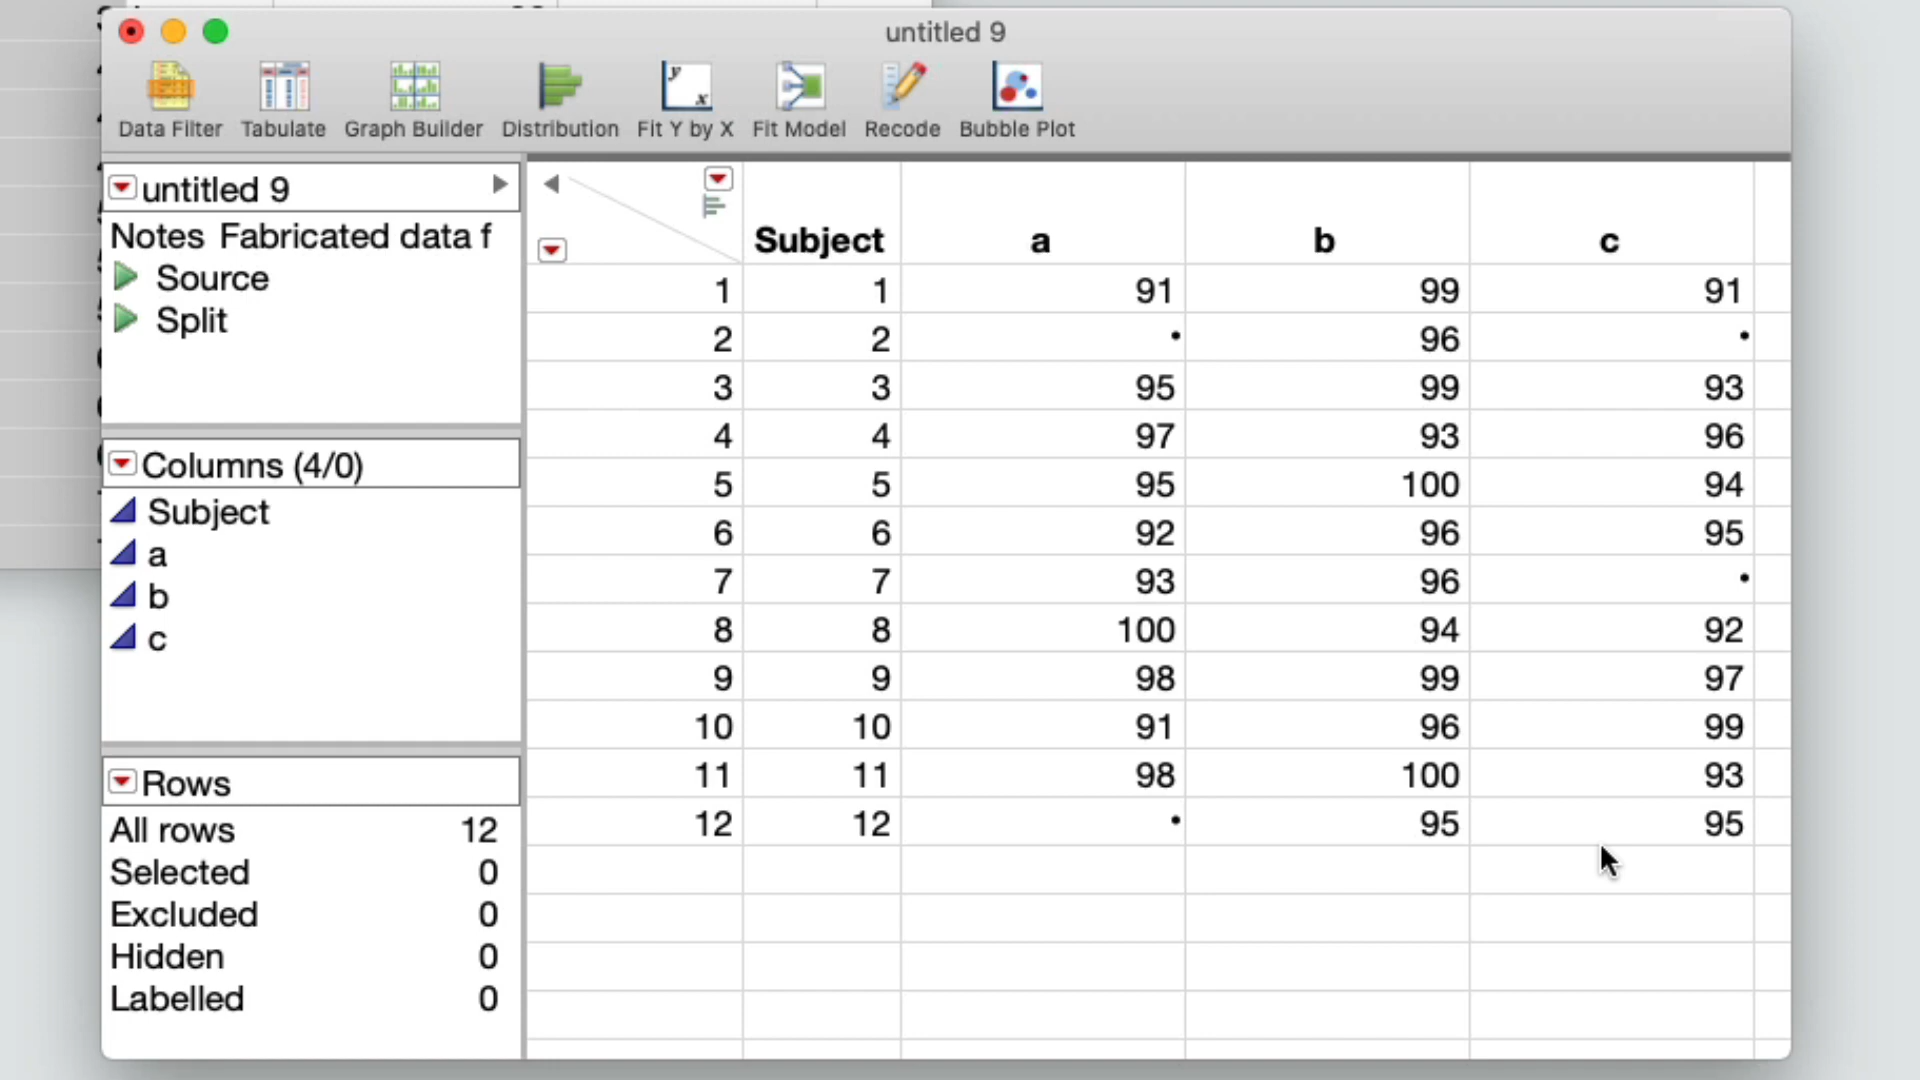 untitled 9
Data Filter Tabulate Graph Builder Distribution Fit Y by X Fit Model Recode Bubble Plot
untitled 9
Notes Fabricated data f
Source
Split
Columns (4/0)
Subject
a
b
c
Rows
All rows 12
Selected 0
Excluded 0
Hidden 0
Labelled 0
Subject a b c
1 1 91 99 91
2 2 • 96 •
3 3 95 99 93
4 4 97 93 96
5 5 95 100 94
6 6 92 96 95
7 7 93 96 •
8 8 100 94 92
9 9 98 99 97
10 10 91 96 99
11 11 98 100 93
12 12 • 95 95